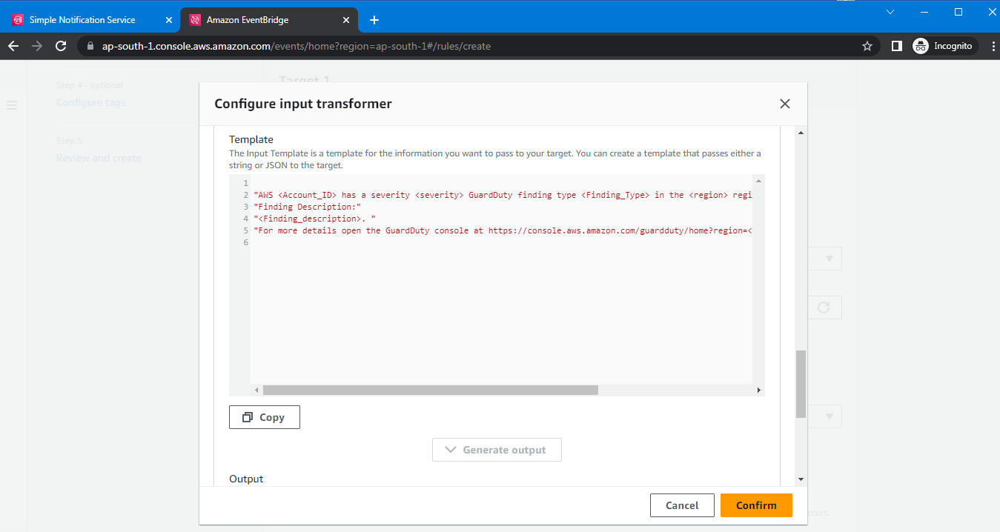 Simple Notification Service
Amazon EventBridge
ap-south-1.console.aws.amazon.com/events/home?region=ap-south-1#/rules/create
Incognito
Target 1
Step 4 - optional
Configure tags
Step 5
Review and create
Configure input transformer
Template
The Input Template is a template for the information you want to pass to your target. You can create a template that passes either a
string or JSON to the target.
1
2 "AWS <Account_ID> has a severity <severity> GuardDuty finding type <Finding_Type> in the <region> regi
3 "Finding Description:"
4 "<Finding_description>. "
5 "For more details open the GuardDuty console at https://console.aws.amazon.com/guardduty/home?region=<
6
Copy
Generate output
Output
Cancel
Confirm
occurs.